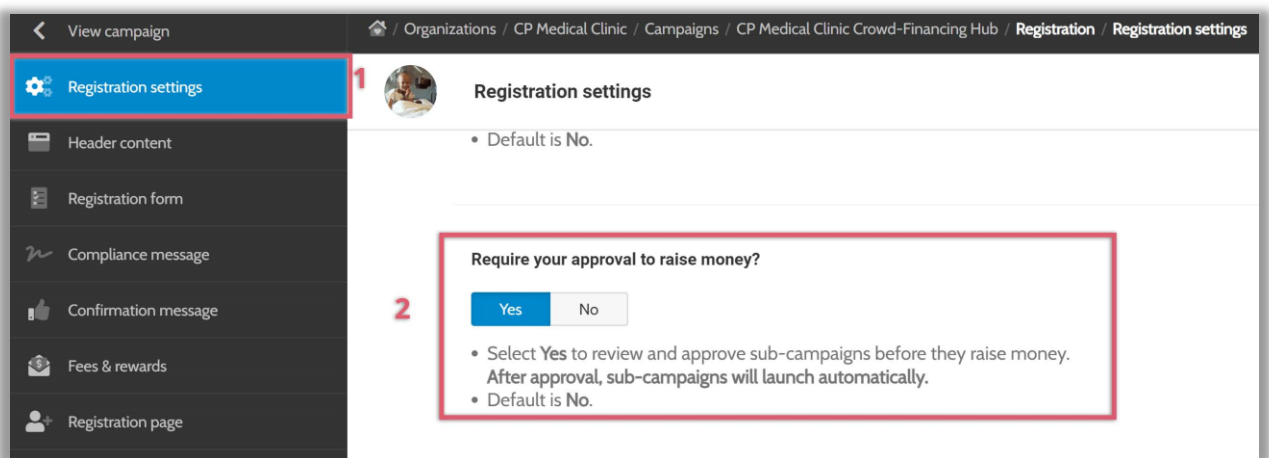 View campaign
/ Organizations / CP Medical Clinic / Campaigns / CP Medical Clinic Crowd-Financing Hub / Registration / Registration settings
Registration settings
1
Registration settings
Header content
• Default is No.
Registration form
Compliance message
Require your approval to raise money?
Confirmation message
2
Yes No
• Select Yes to review and approve sub-campaigns before they raise money.
After approval, sub-campaigns will launch automatically.
• Default is No.
Fees & rewards
Registration page